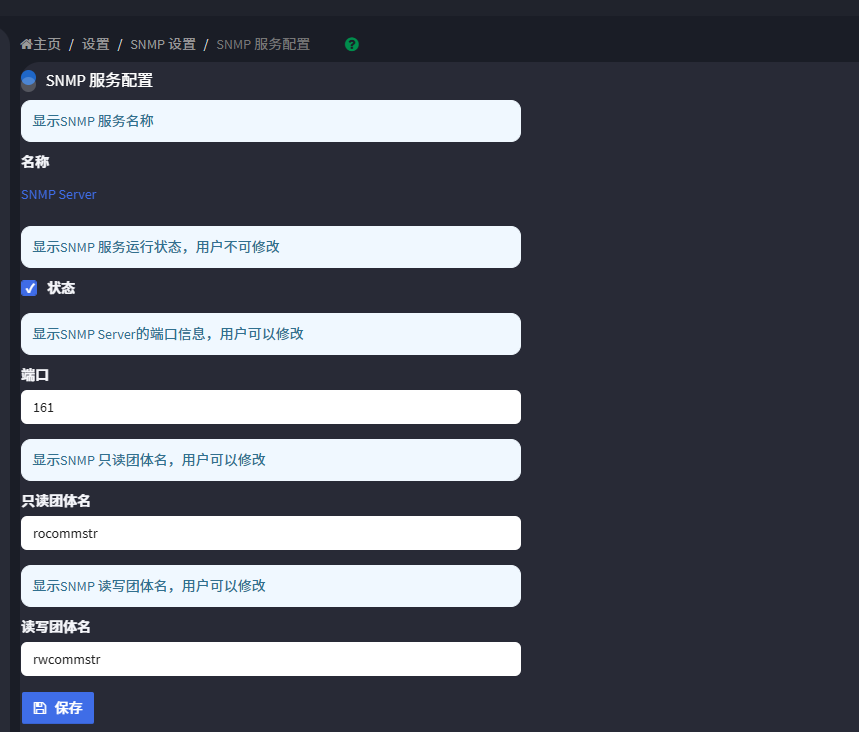 主页 / 设置 / SNMP 设置 / SNMP 服务配置 ?
SNMP 服务配置
显示SNMP 服务名称
名称
SNMP Server
显示SNMP 服务运行状态，用户不可修改
状态
显示SNMP Server的端口信息，用户可以修改
端口
161
显示SNMP 只读团体名，用户可以修改
只读团体名
rocommstr
显示SNMP 读写团体名，用户可以修改
读写团体名
rwcommstr
保存